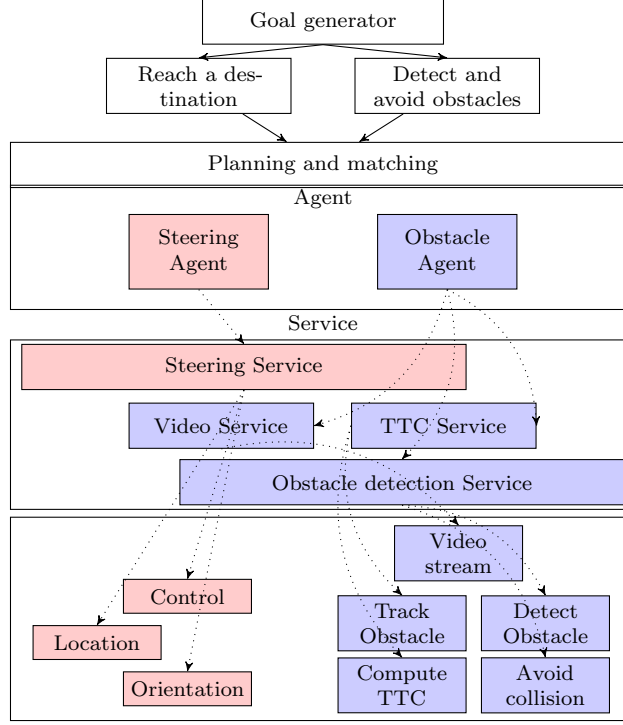 Goal generator
Reach a des-
tination
Detect and
avoid obstacles
Planning and matching
Agent
Steering
Agent
Obstacle
Agent
Service
Steering Service
Video Service
TTC Service
Obstacle detection Service
Video
stream
Control
Track
Obstacle
Detect
Obstacle
Location
Compute
TTC
Avoid
collision
Orientation